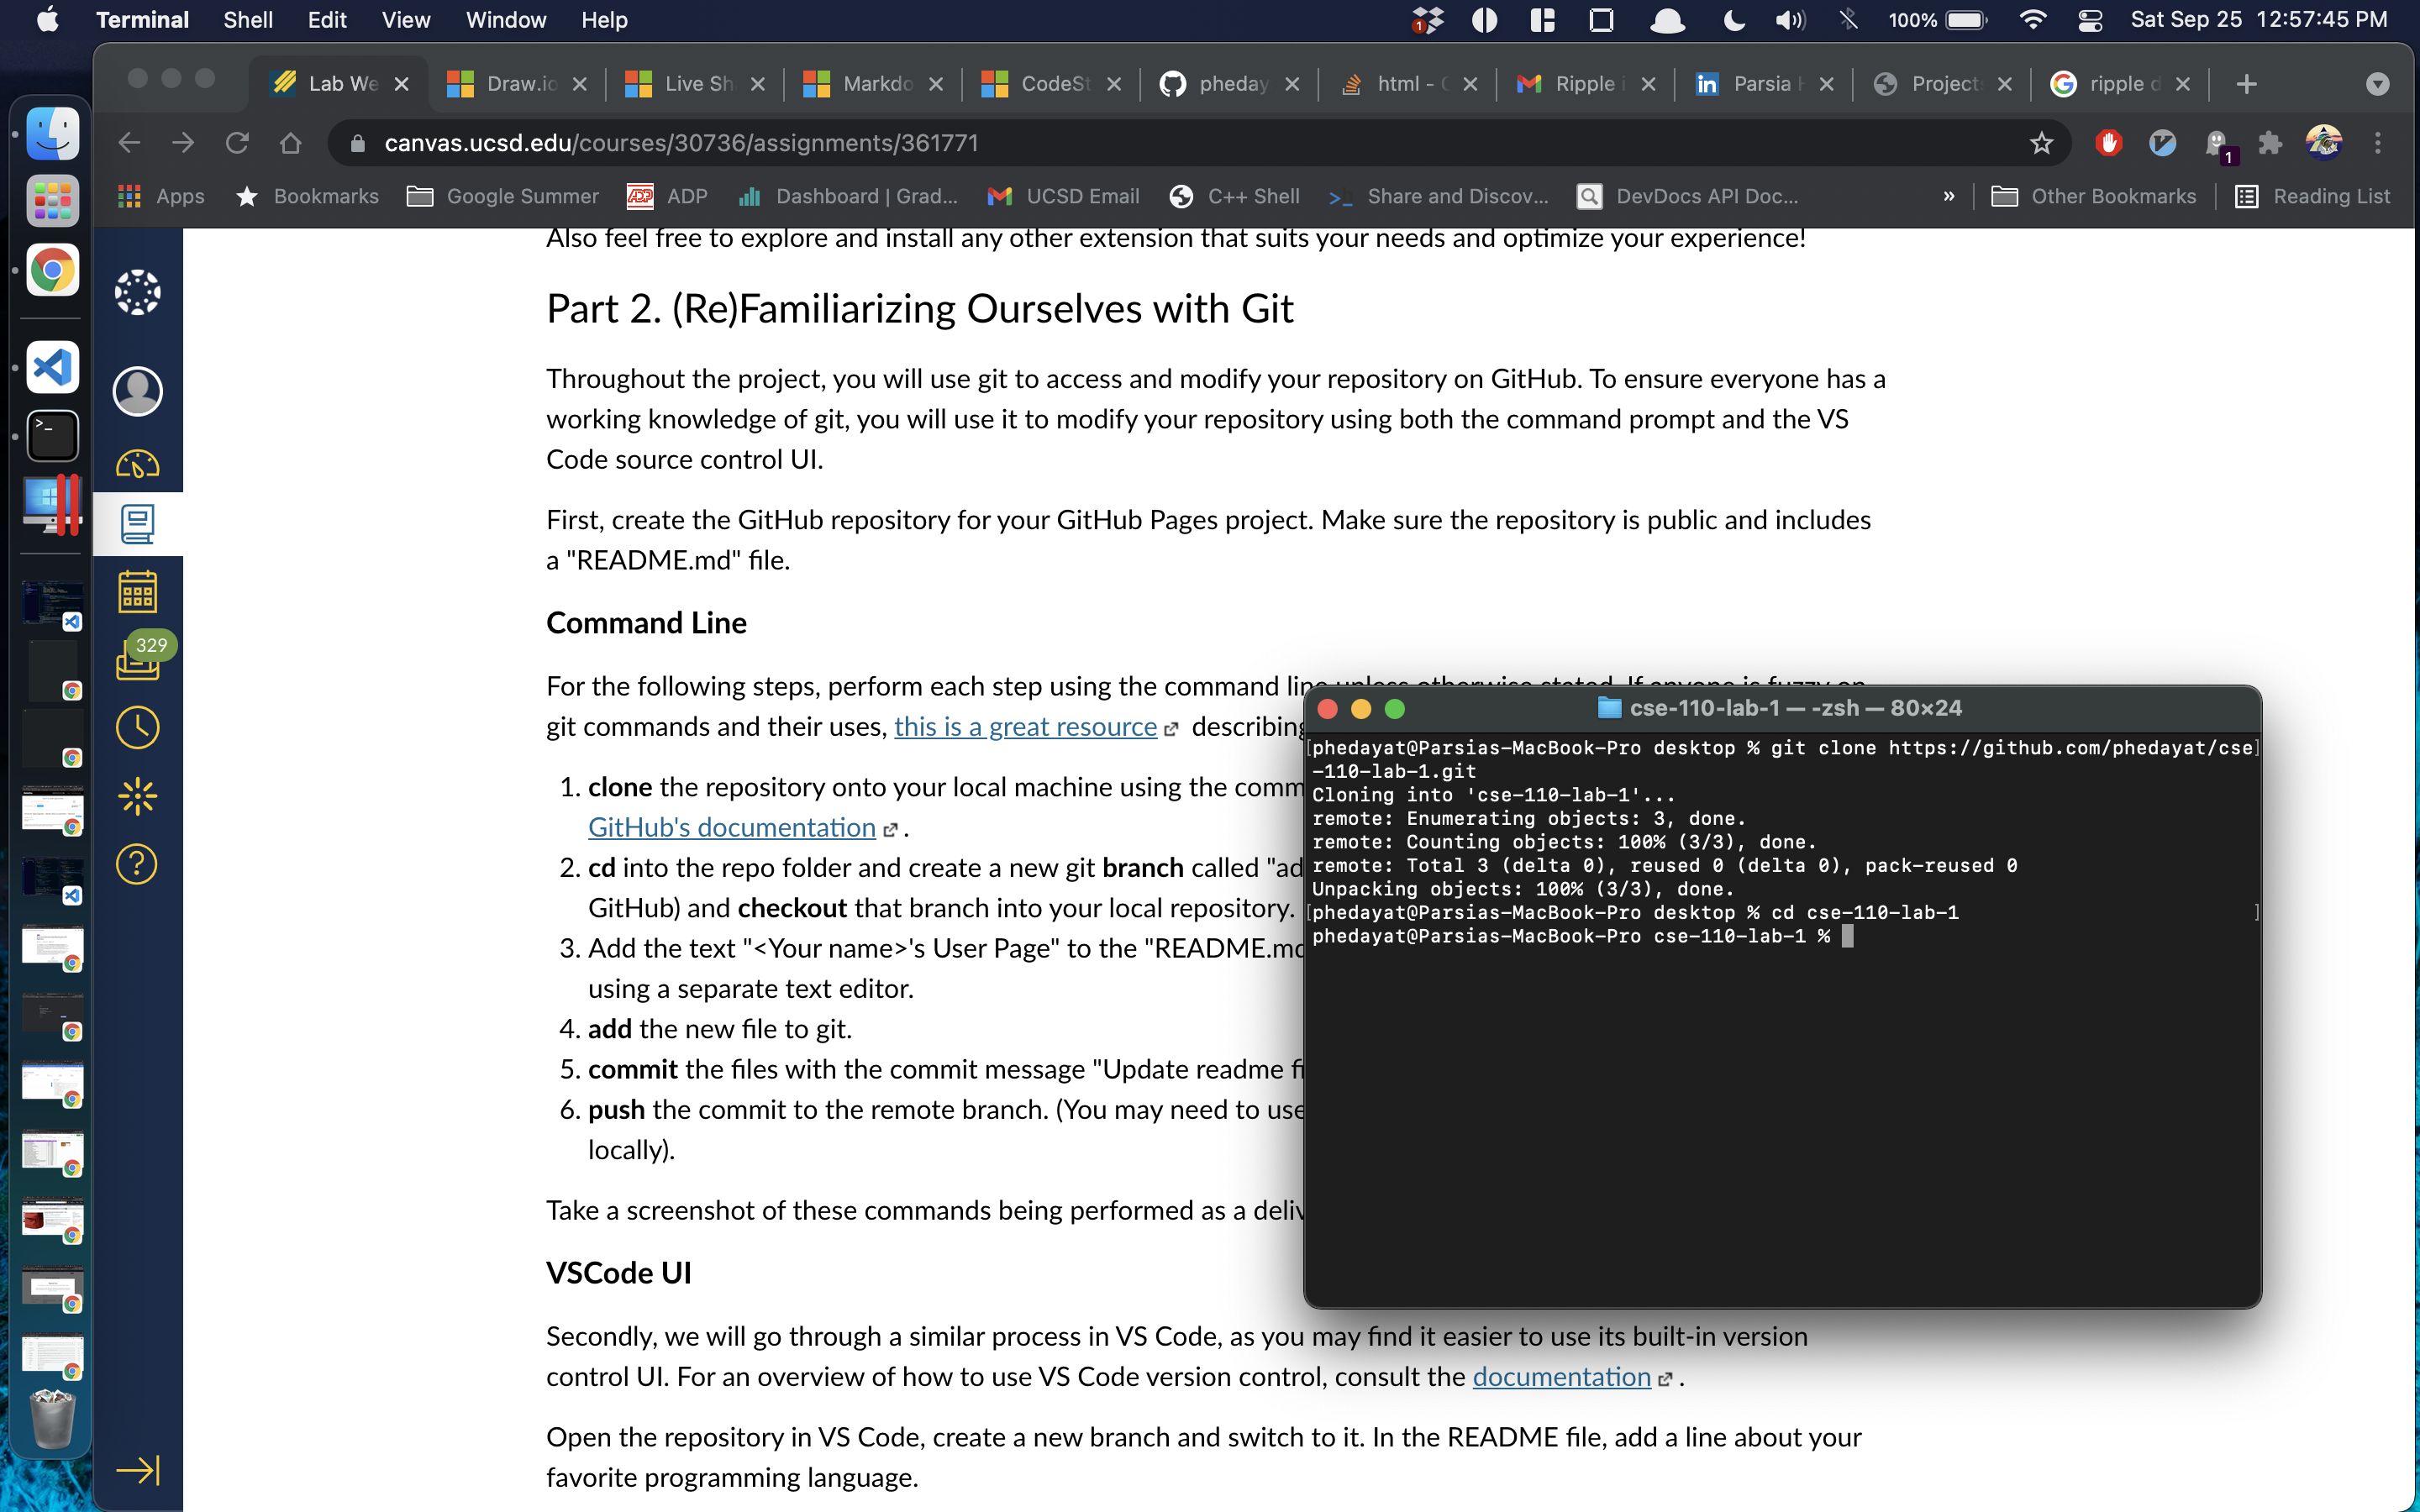 Terminal Shell Edit View Window Help 1 100% Sat Sep 25 12:57:45 PM
Lab We Draw.io Live Sh Markdo CodeSt pheday html - Ripple i Parsia H Project ripple d
canvas.ucsd.edu/courses/30736/assignments/361771 1
Apps Bookmarks Google Summer ADP ADP Dashboard | Grad... UCSD Email C++ Shell Share and Discov... DevDocs API Doc... » Other Bookmarks Reading List
Also feel free to explore and install any other extension that suits your needs and optimize your experience!
Part 2. (Re)Familiarizing Ourselves with Git
Throughout the project, you will use git to access and modify your repository on GitHub. To ensure everyone has a
working knowledge of git, you will use it to modify your repository using both the command prompt and the VS
Code source control UI.
First, create the GitHub repository for your GitHub Pages project. Make sure the repository is public and includes
a "README.md" file.
329
Command Line
For the following steps, perform each step using the command line unless otherwise stated. If anyone is fuzzy on
git commands and their uses, this is a great resource describing
1. clone the repository onto your local machine using the comm
GitHub's documentation .
2. cd into the repo folder and create a new git branch called "ad
GitHub) and checkout that branch into your local repository.
3. Add the text "<Your name>'s User Page" to the "README.md
using a separate text editor.
4. add the new file to git.
5. commit the files with the commit message "Update readme fi
6. push the commit to the remote branch. (You may need to use
locally).
Take a screenshot of these commands being performed as a deliv
VSCode UI
Secondly, we will go through a similar process in VS Code, as you may find it easier to use its built-in version
control UI. For an overview of how to use VS Code version control, consult the documentation .
Open the repository in VS Code, create a new branch and switch to it. In the README file, add a line about your
favorite programming language.
cse-110-lab-1 — -zsh — 80×24
[phedayat@Parsias-MacBook-Pro desktop % git clone https://github.com/phedayat/cse]
-110-lab-1.git
Cloning into 'cse-110-lab-1'...
remote: Enumerating objects: 3, done.
remote: Counting objects: 100% (3/3), done.
remote: Total 3 (delta 0), reused 0 (delta 0), pack-reused 0
Unpacking objects: 100% (3/3), done.
[phedayat@Parsias-MacBook-Pro desktop % cd cse-110-lab-1 ]
phedayat@Parsias-MacBook-Pro cse-110-lab-1 %